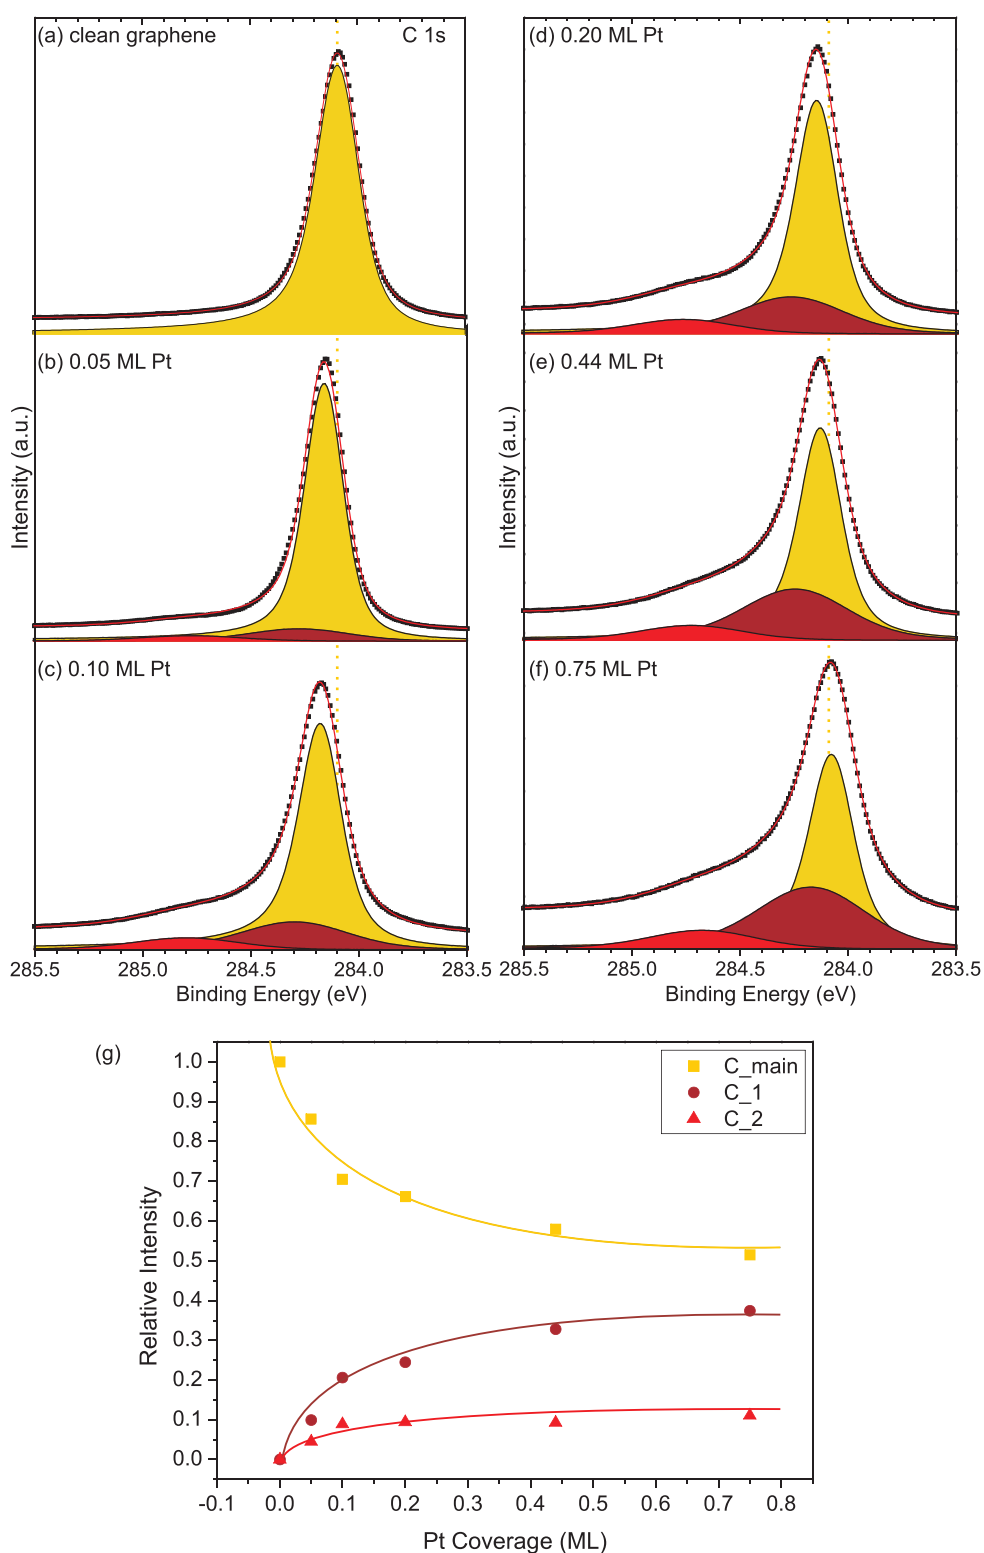 (a) clean graphene C 1s
(b) 0.05 ML Pt
(c) 0.10 ML Pt
Intensity (a.u.)
285.5 285.0 284.4 284.0 283.5
Binding Energy (eV)
(d) 0.20 ML Pt
(e) 0.44 ML Pt
(f) 0.75 ML Pt
Intensity (a.u.)
285.5 285.0 284.4 284.0 283.5
Binding Energy (eV)
(g)
C_main
C_1
C_2
1.0
0.9
0.8
0.7
0.6
0.5
0.4
0.3
0.2
0.1
0.0
Relative Intensity
-0.1 0.0 0.1 0.2 0.3 0.4 0.5 0.6 0.7 0.8
Pt Coverage (ML)